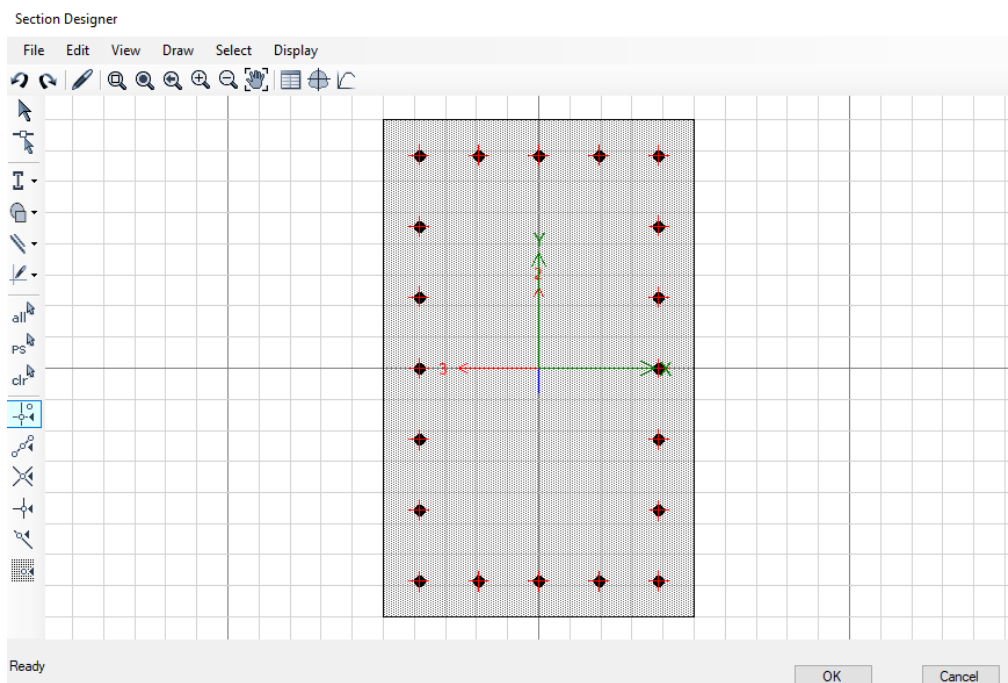 Section Designer
File Edit View Draw Select Display
all
PS
clr
Y
2
3
X
Ready
OK Cancel